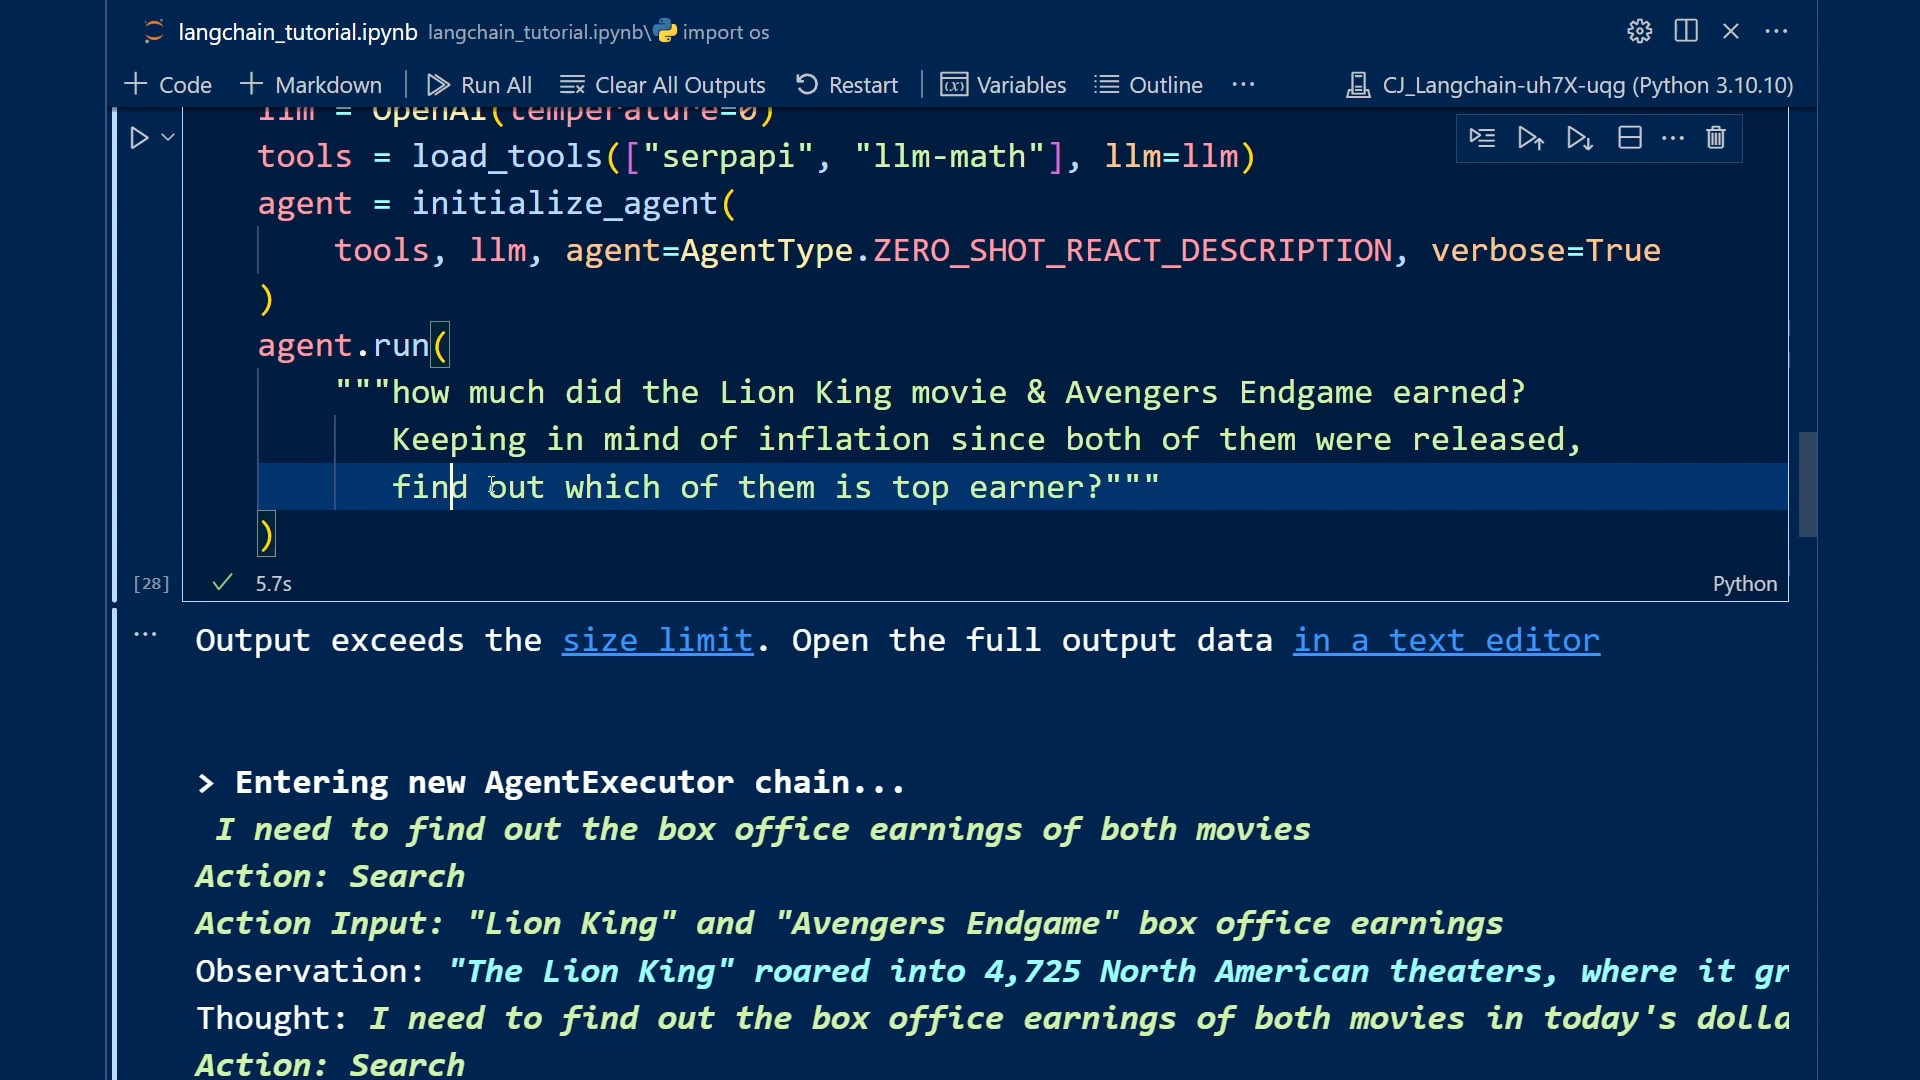 langchain_tutorial.ipynb langchain_tutorial.ipynb\ import os
Code Markdown Run All Clear All Outputs Restart (x) Variables Outline ... CJ_Langchain-uh7X-uqg (Python 3.10.10)
llm = OpenAI(temperature=0)
tools = load_tools(["serpapi", "llm-math"], llm=llm)
agent = initialize_agent(
tools, llm, agent=AgentType.ZERO_SHOT_REACT_DESCRIPTION, verbose=True
)
agent.run(
"""how much did the Lion King movie & Avengers Endgame earned?
Keeping in mind of inflation since both of them were released,
find out which of them is top earner?"""
)
[28] 5.7s Python
Output exceeds the size limit. Open the full output data in a text editor
> Entering new AgentExecutor chain...
I need to find out the box office earnings of both movies
Action: Search
Action Input: "Lion King" and "Avengers Endgame" box office earnings
Observation: "The Lion King" roared into 4,725 North American theaters, where it gr
Thought: I need to find out the box office earnings of both movies in today's dolla
Action: Search